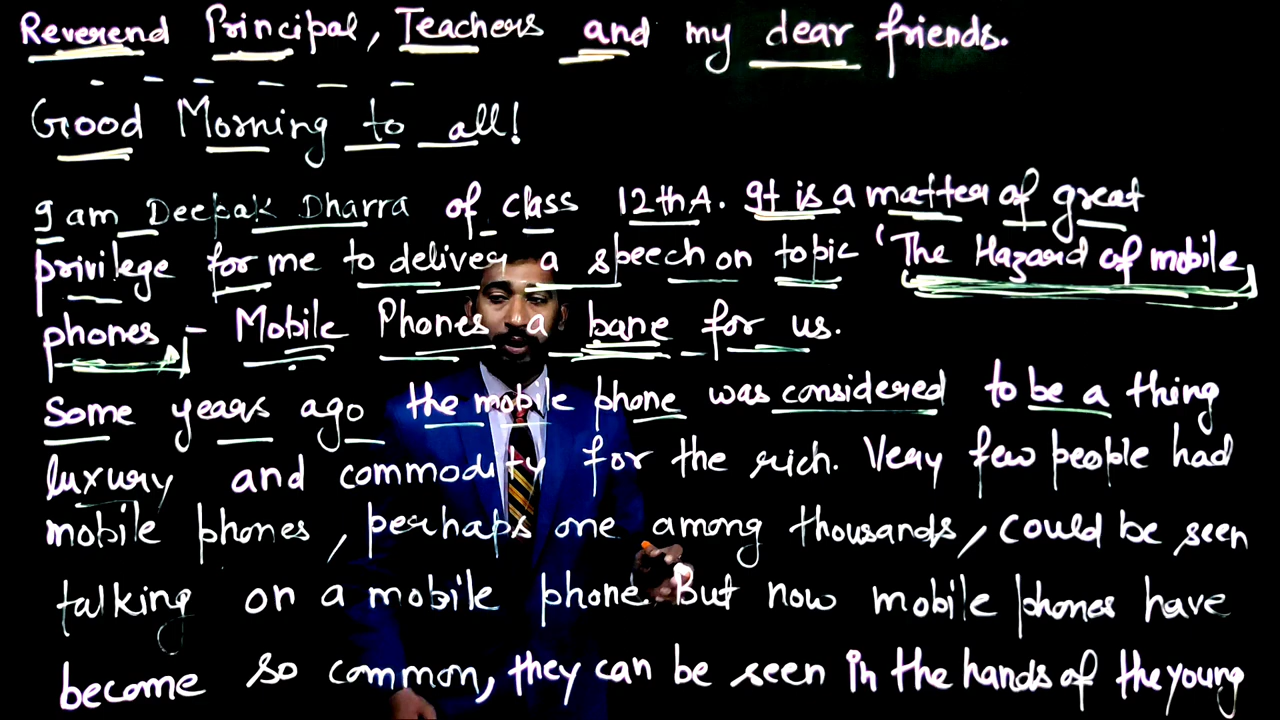 Reverend Principal, Teachers and my dear friends.
Good Morning to all!
I am Deepak Dharra of class 12th A. It is a matter of great
privilege for me to deliver a speech on topic 'The Hazard of mobile
phones - Mobile Phones a bane for us.
Some years ago the mobile phone was considered to be a thing
luxury and commodity for the rich. Very few people had
mobile phones, perhaps one among thousands, could be seen
talking on a mobile phone. But now mobile phones have
become so common, they can be seen in the hands of the young